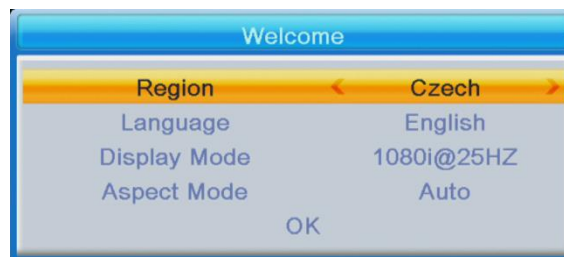 Welcome
Region < Czech >
Language English
Display Mode 1080i@25HZ
Aspect Mode Auto
OK